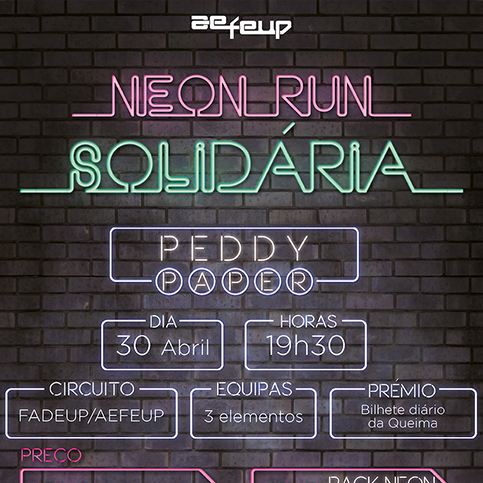 aefeup
NEON RUN
SOLIDÁRIA
PEDDY
PAPER
DIA
30 Abril
HORAS
19h30
CIRCUITO
FADEUP/AEFEUP
EQUIPAS
3 elementos
PRÉMIO
Bilhete diário
da Queima
PREÇO
PACK NEON